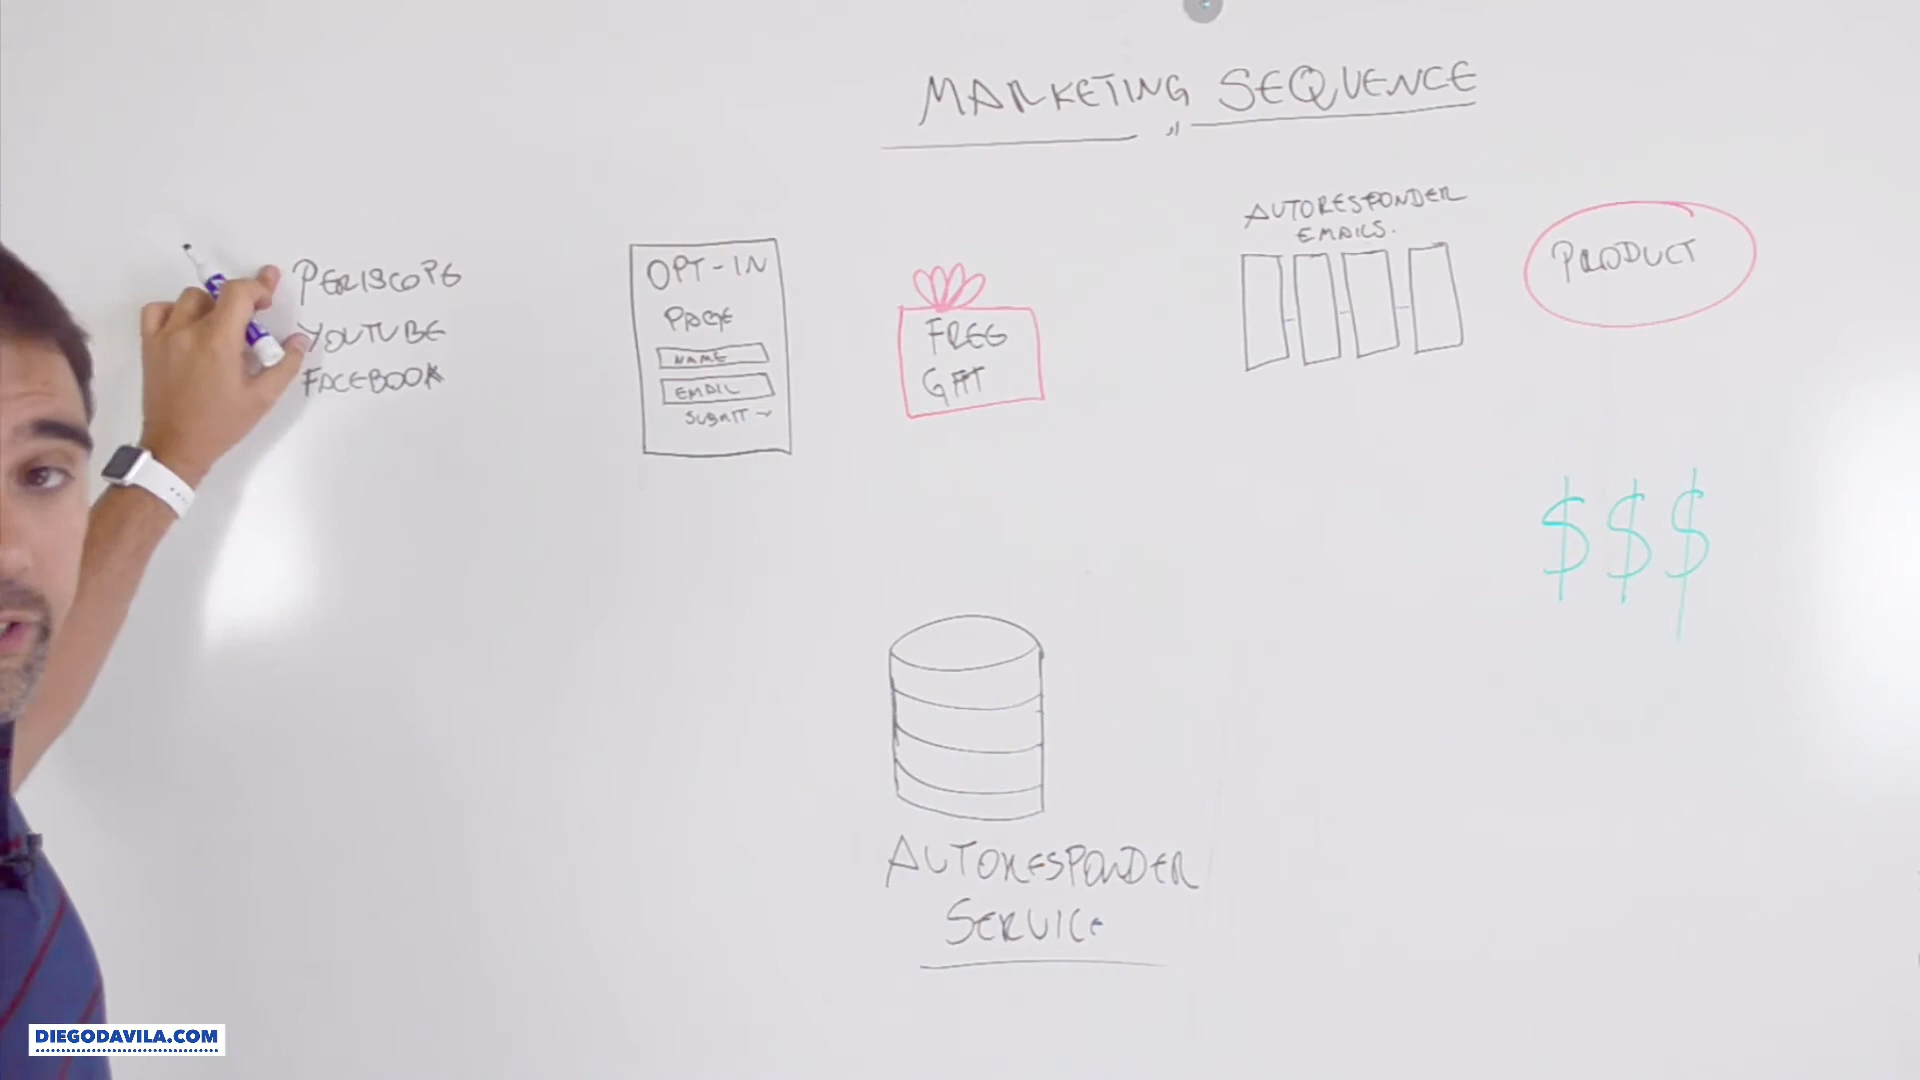 MARKETING SEQUENCE
PERISCOPE
YOUTUBE
FACEBOOK
OPT-IN
PAGE
NAME
EMAIL
SUBMIT
FREE
GIFT
AUTORESPONDER
EMAILS.
PRODUCT
$$$
AUTORESPONDER
SERVICE
DIEGODAVILA.COM